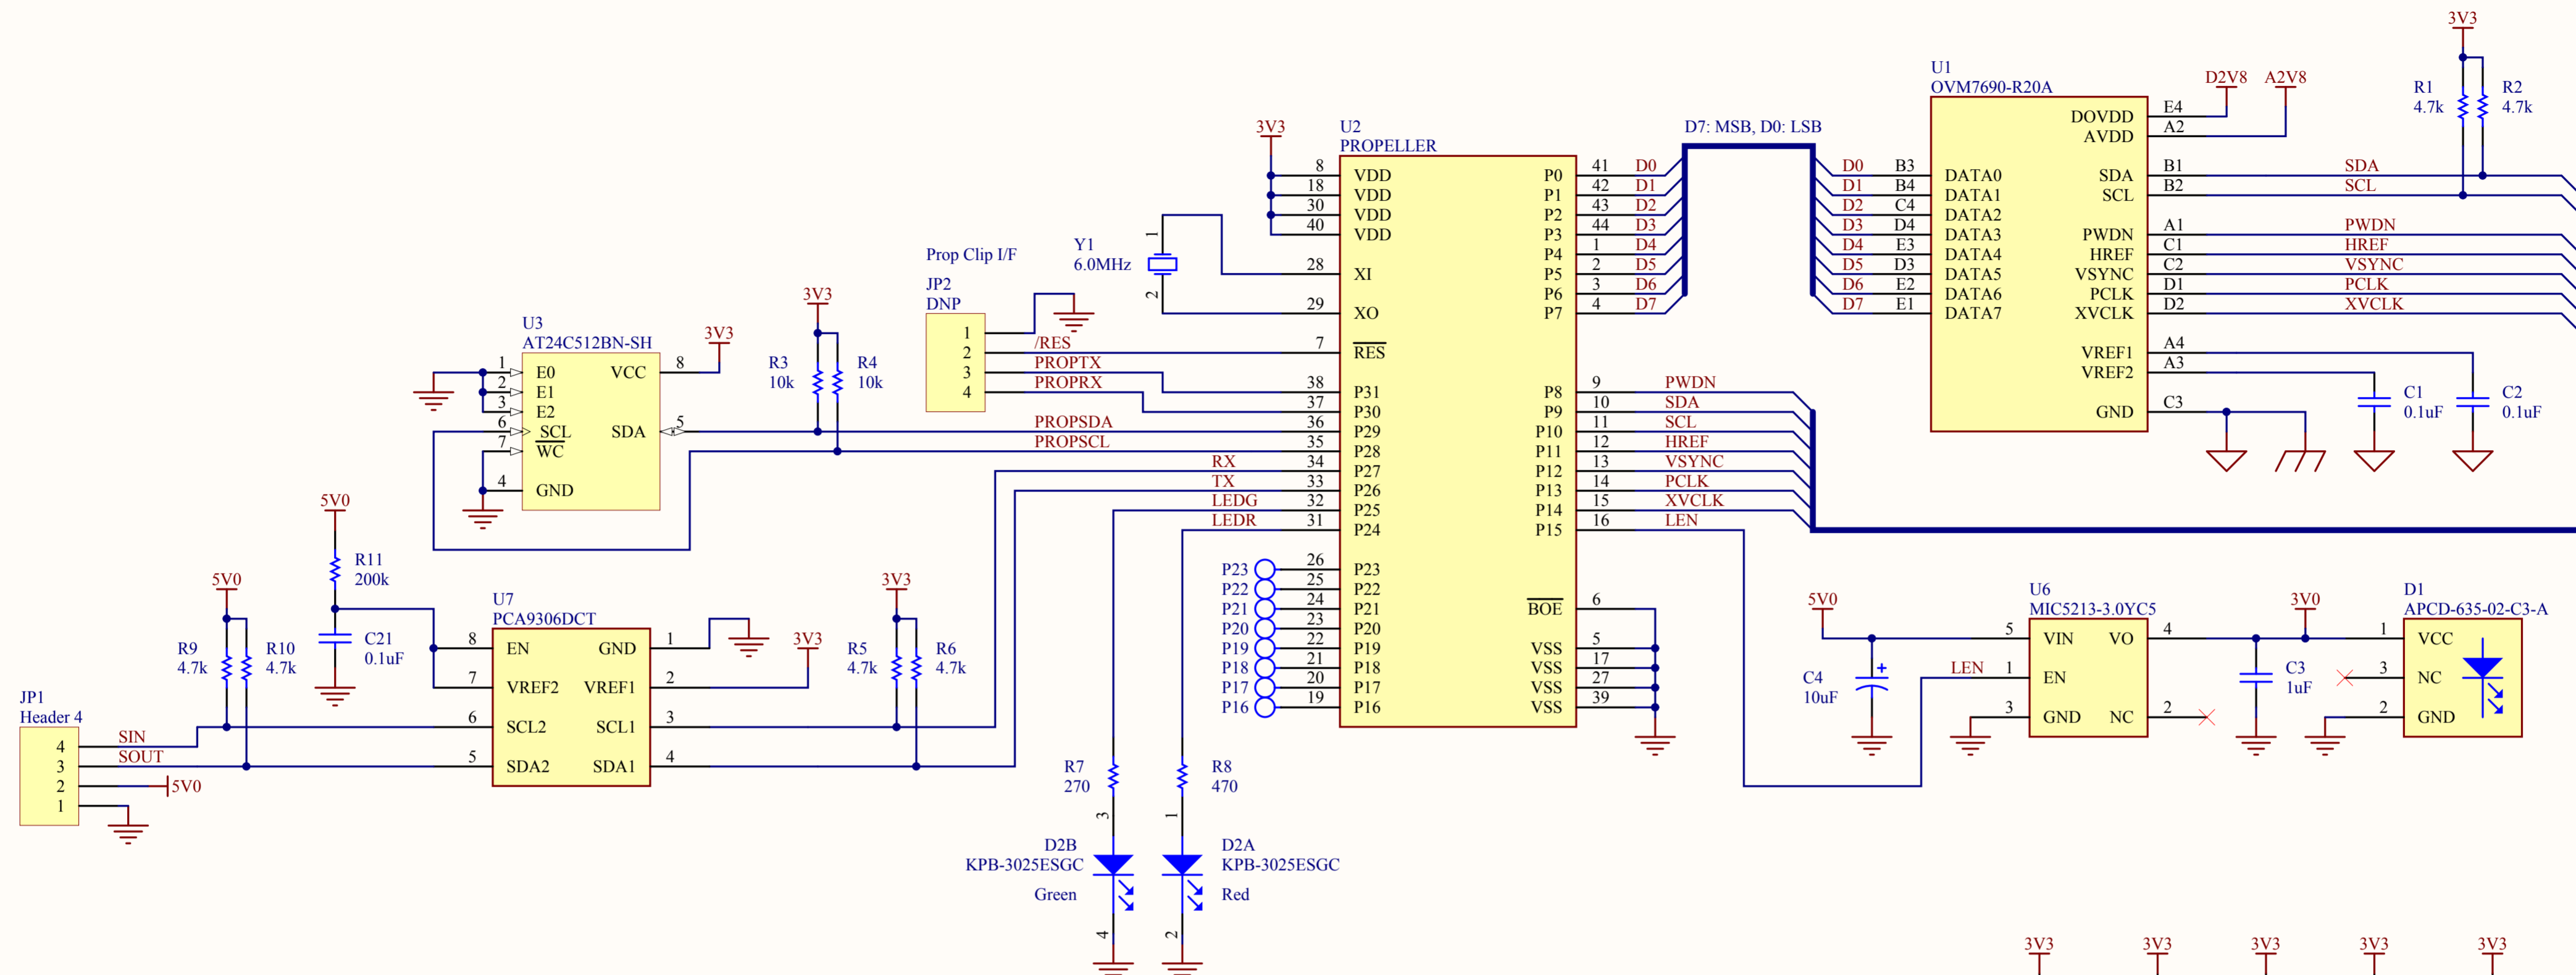 U3
AT24C512BN-SH
1 E0 VCC 8 3V3
2 E1
3 E2
6 SCL SDA 5
7 WC
4 GND
3V3
R3 R4
10k 10k
Prop Clip I/F
JP2
DNP
1
2 /RES
3 PROPTX
4 PROPRX
PROPSDA
PROPSCL
RX
TX
LEDG
LEDR
Y1
6.0MHz
1
2
5V0
R11
200k
C21
0.1uF
5V0
R9 R10
4.7k 4.7k
JP1
Header 4
4 SIN
3 SOUT
2 5V0
1
U7
PCA9306DCT
8 EN GND 1
7 VREF2 VREF1 2 3V3
6 SCL2 SCL1 3
5 SDA2 SDA1 4
3V3
R5 R6
4.7k 4.7k
R7 R8
270 470
3 1
D2B D2A
KPB-3025ESGC KPB-3025ESGC
Green Red
4 2
3V3
U2
PROPELLER
8 VDD P0 41 D0
18 VDD P1 42 D1
30 VDD P2 43 D2
40 VDD P3 44 D3
P4 1 D4
28 XI P5 2 D5
P6 3 D6
29 XO P7 4 D7
7 RES
38 P31 P8 9 PWDN
37 P30 P9 10 SDA
36 P29 P10 11 SCL
35 P28 P11 12 HREF
34 P27 P12 13 VSYNC
33 P26 P13 14 PCLK
32 P25 P14 15 XVCLK
31 P24 P15 16 LEN
P23 26 P23
P22 25 P22
P21 24 P21 BOE 6
P20 23 P20
P19 22 P19 VSS 5
P18 21 P18 VSS 17
P17 20 P17 VSS 27
P16 19 P16 VSS 39
D7: MSB, D0: LSB
U1
OVM7690-R20A
DOVDD E4 D2V8
AVDD A2 A2V8
D0 B3 DATA0 SDA B1 SDA
D1 B4 DATA1 SCL B2 SCL
D2 C4 DATA2
D3 D4 DATA3 PWDN A1 PWDN
D4 E3 DATA4 HREF C1 HREF
D5 D3 DATA5 VSYNC C2 VSYNC
D6 E2 DATA6 PCLK D1 PCLK
D7 E1 DATA7 XVCLK D2 XVCLK
VREF1 A4
VREF2 A3
GND C3
3V3
R1 R2
4.7k 4.7k
C1 C2
0.1uF 0.1uF
5V0
C4
10uF
+
U6
MIC5213-3.0YC5
5 VIN VO 4
LEN 1 EN
3 GND NC 2
3V0
C3
1uF
D1
APCD-635-02-C3-A
1 VCC
3 NC
2 GND
3V3 3V3 3V3 3V3 3V3